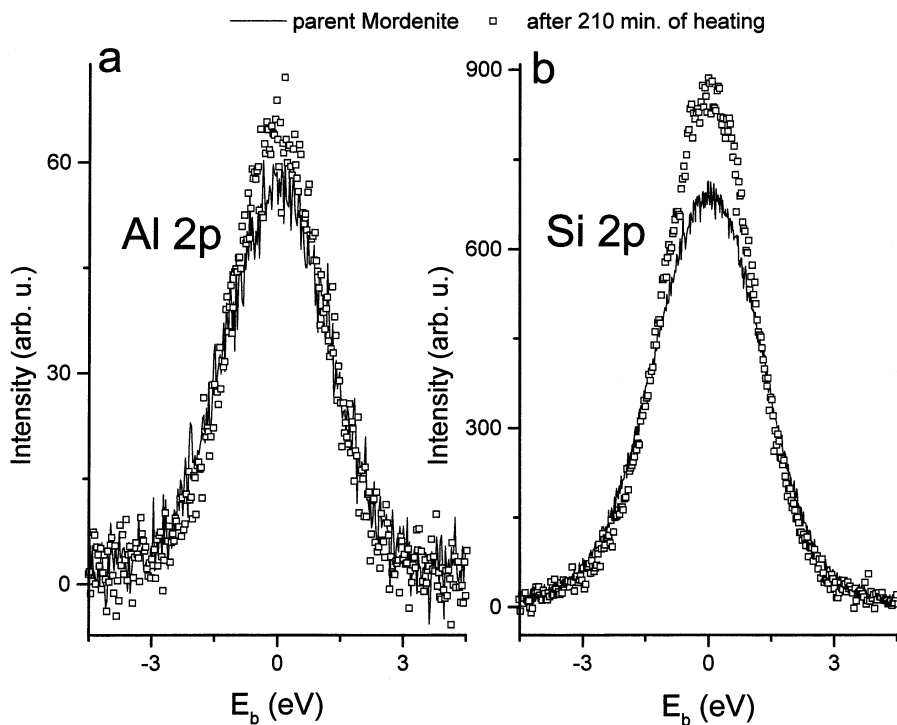 parent Mordenite
after 210 min. of heating
a
60
30
0
Al 2p
Intensity (arb. u.)
-3 0 3
E_b (eV)
b
900
600
300
0
Si 2p
Intensity (arb. u.)
-3 0 3
E_b (eV)